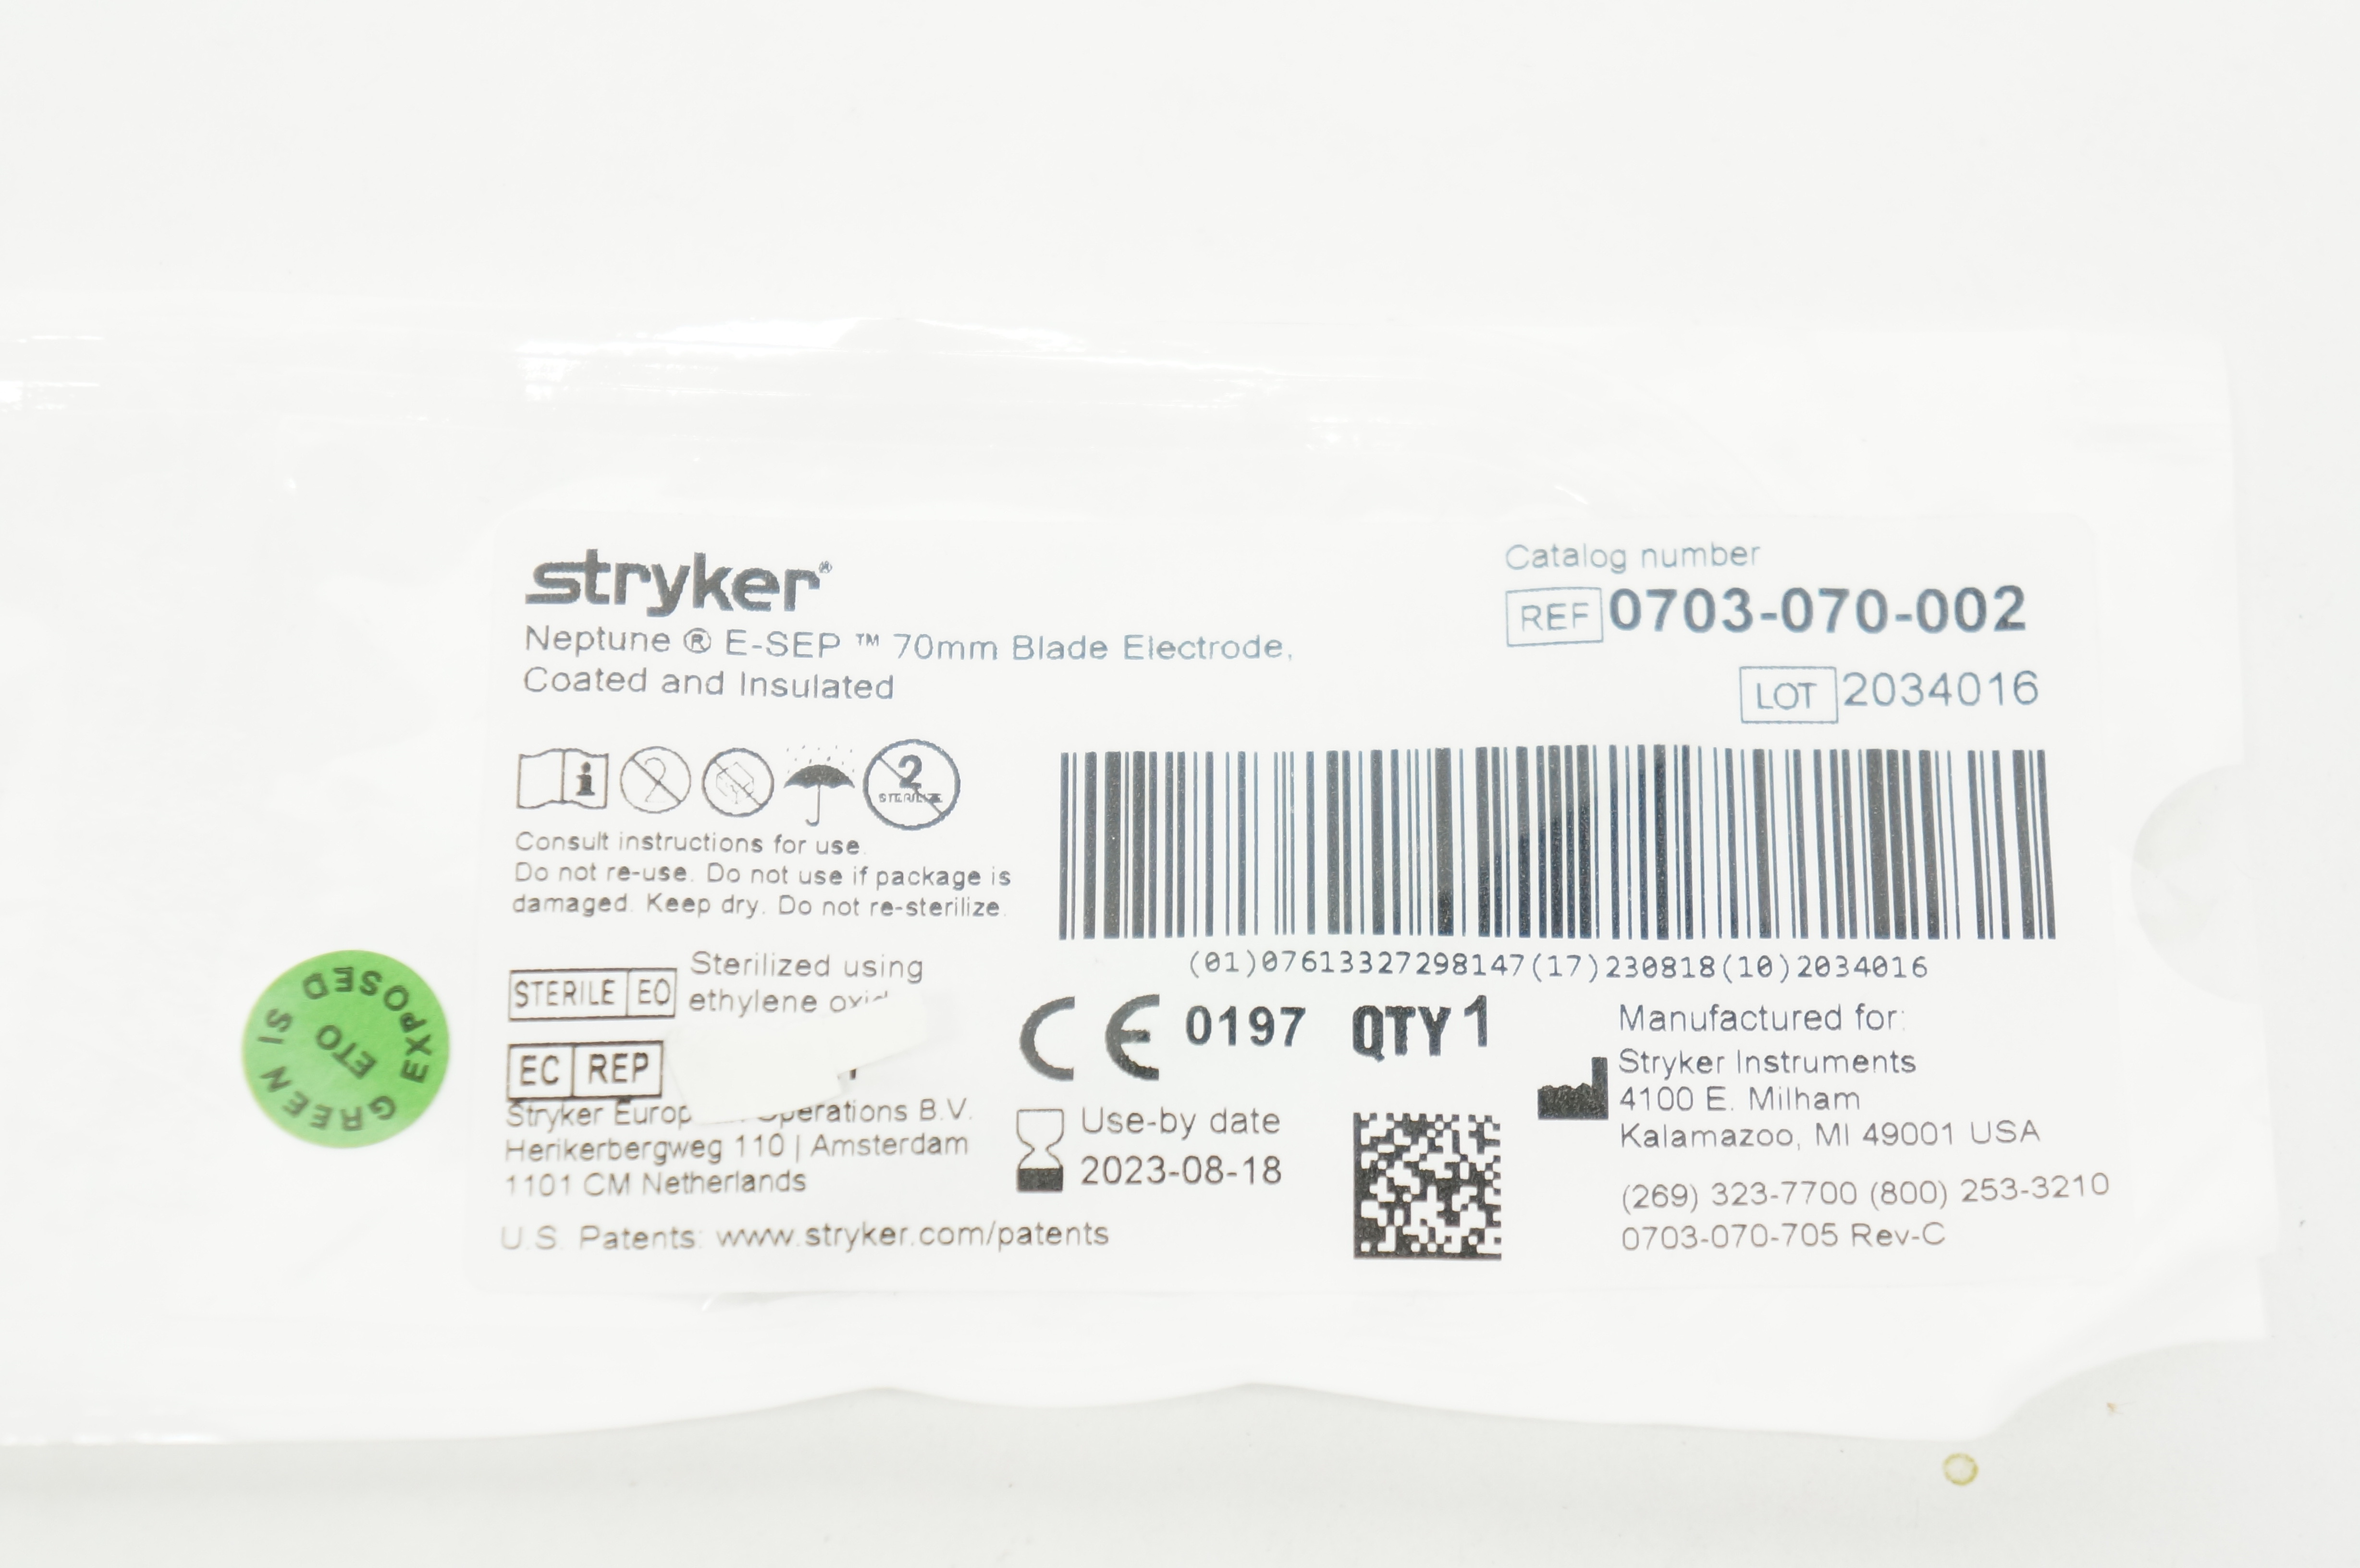 stryker®
Neptune ® E-SEP ™ 70mm Blade Electrode,
Coated and Insulated
Catalog number
REF 0703-070-002
LOT 2034016
i
2
2
STERILIZE
Consult instructions for use.
Do not re-use. Do not use if package is
damaged. Keep dry. Do not re-sterilize.
(01)07613327298147(17)230818(10)2034016
STERILE EO
Sterilized using
ethylene
EC REP
Stryker Operations B.V.
Herikerbergweg 110 | Amsterdam
1101 CM Netherlands
U.S. Patents: www.stryker.com/patents
CE 0197 QTY 1
Use-by date
2023-08-18
Manufactured for:
Stryker Instruments
4100 E. Milham
Kalamazoo, MI 49001 USA
(269) 323-7700 (800) 253-3210
0703-070-705 Rev-C
GREEN IS EXPOSED
ETO